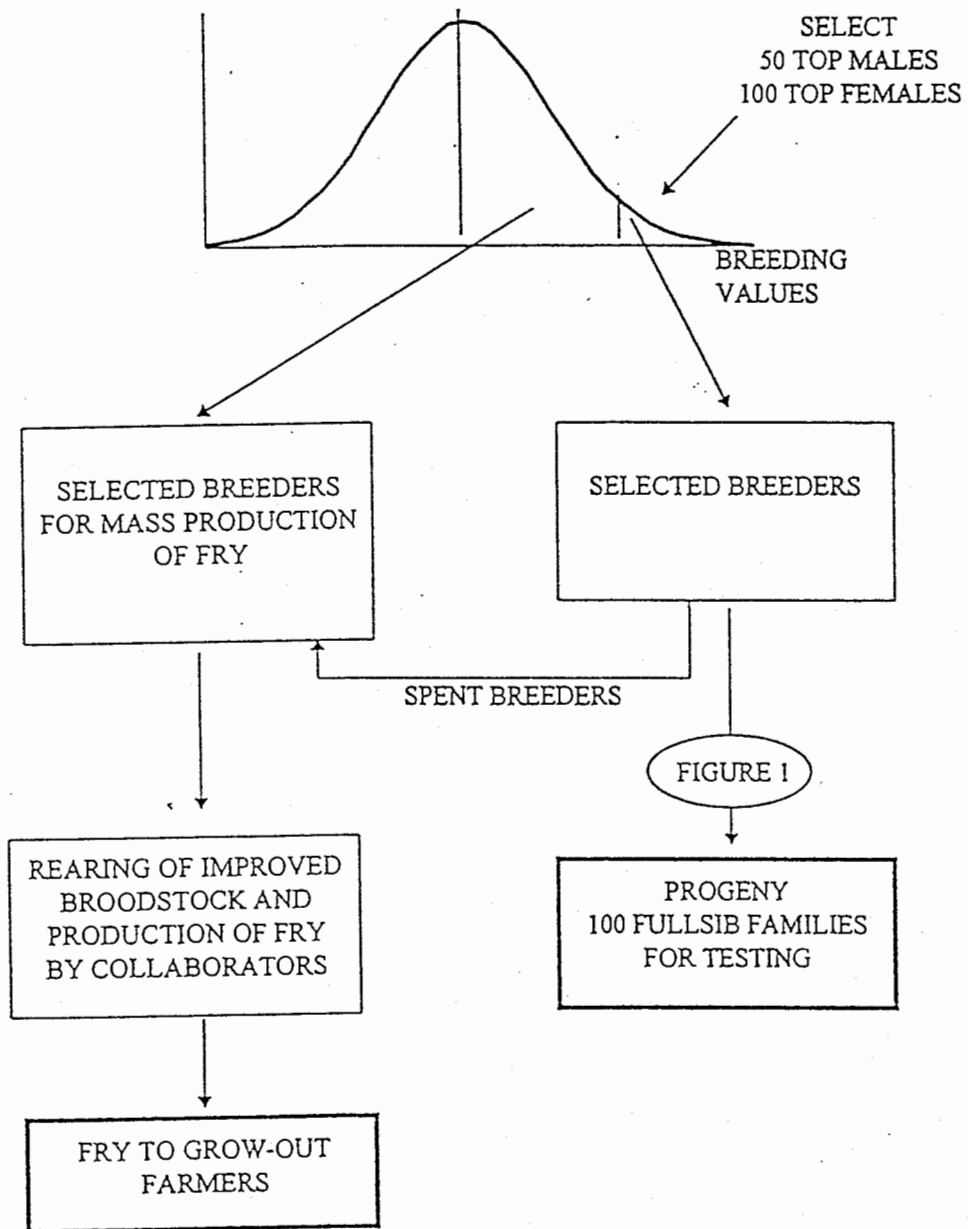 SELECT
50 TOP MALES
100 TOP FEMALES
BREEDING
VALUES
SELECTED BREEDERS
FOR MASS PRODUCTION
OF FRY
SELECTED BREEDERS
SPENT BREEDERS
FIGURE 1
REARING OF IMPROVED
BROODSTOCK AND
PRODUCTION OF FRY
BY COLLABORATORS
PROGENY
100 FULLSIB FAMILIES
FOR TESTING
FRY TO GROW-OUT
FARMERS